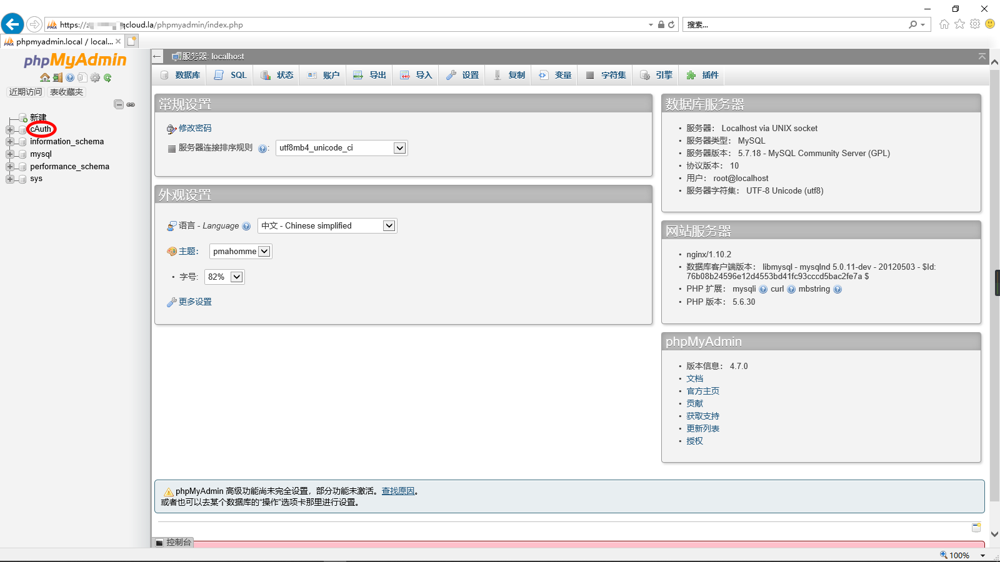 https://z
qcloud.la/phpmyadmin/index.php
搜索...
phpmyadmin.local / local...
phpMyAdmin
近期访问 表收藏夹
新建
cAuth
information_schema
mysql
performance_schema
sys
服务器: localhost
数据库 SQL 状态 账户 导出 导入 设置 复制 变量 字符集 引擎 插件
常规设置
修改密码
服务器连接排序规则 : utf8mb4_unicode_ci
外观设置
语言 - Language 中文 - Chinese simplified
主题: pmahomme
• 字号: 82%
更多设置
数据库服务器
• 服务器: Localhost via UNIX socket
• 服务器类型: MySQL
• 服务器版本: 5.7.18 - MySQL Community Server (GPL)
• 协议版本: 10
• 用户: root@localhost
• 服务器字符集: UTF-8 Unicode (utf8)
网站服务器
• nginx/1.10.2
• 数据库客户端版本: libmysql - mysqlnd 5.0.11-dev - 20120503 - $Id:
76b08b24596e12d4553bd41fc93cccd5bac2fe7a $
• PHP 扩展: mysqli curl mbstring
• PHP 版本: 5.6.30
phpMyAdmin
• 版本信息: 4.7.0
• 文档
• 官方主页
• 贡献
• 获取支持
• 更新列表
• 授权
phpMyAdmin 高级功能尚未完全设置，部分功能未激活。查找原因。
或者也可以去某个数据库的“操作”选项卡那里进行设置。
控制台
100%